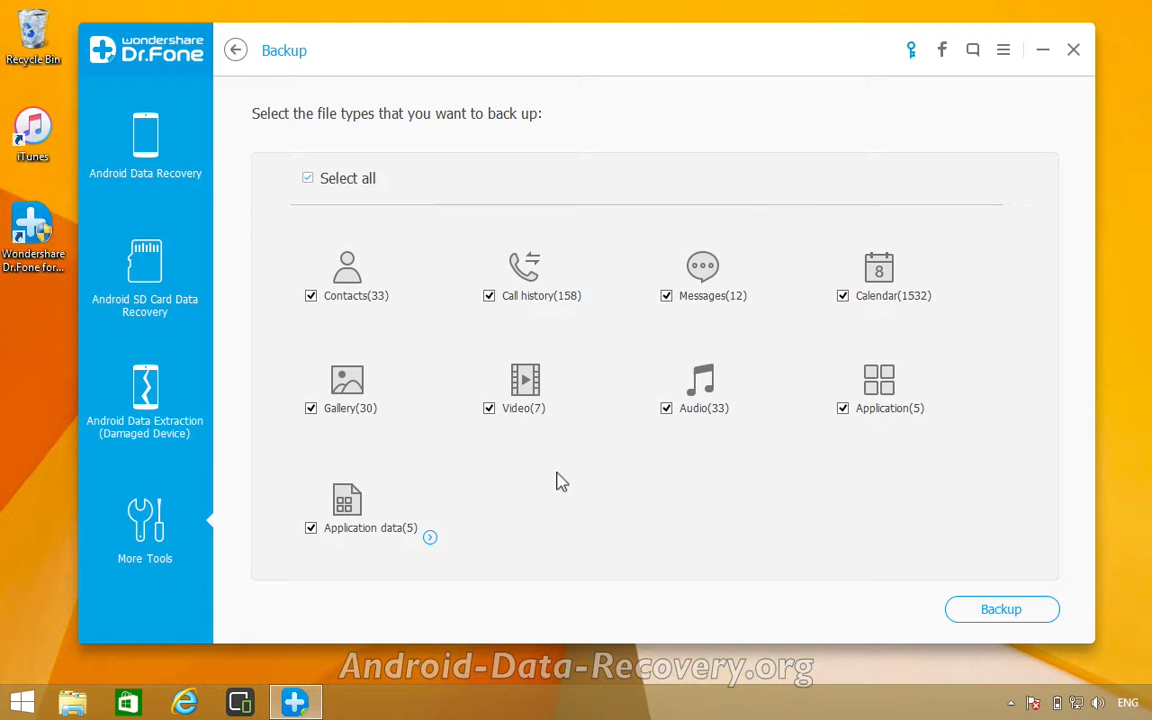 Recycle Bin
iTunes
Wondershare
Dr.Fone for...
wondershare
Dr.Fone
Android Data Recovery
Android SD Card Data
Recovery
Android Data Extraction
(Damaged Device)
More Tools
Backup
Select the file types that you want to back up:
Select all
Contacts(33)
Call history(158)
Messages(12)
8
Calendar(1532)
Gallery(30)
Video(7)
Audio(33)
Application(5)
Application data(5)
Backup
Android-Data-Recovery.org
ENG